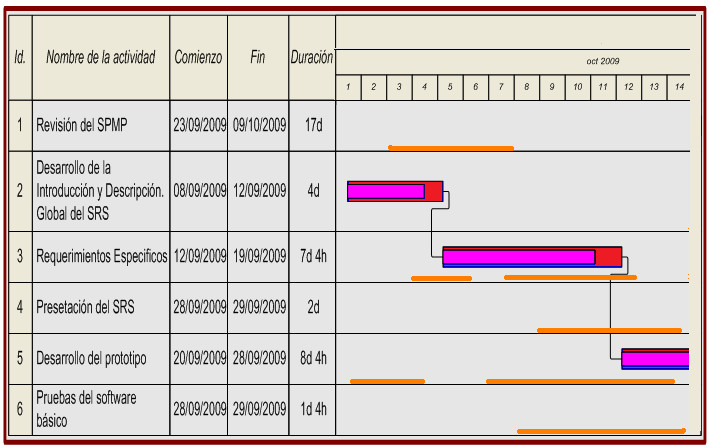 Id. Nombre de la actividad Comienzo Fin Duración
oct 2009
1 2 3 4 5 6 7 8 9 10 11 12 13 14
1 Revisión del SPMP 23/09/2009 09/10/2009 17d
Desarrollo de la
2 Introducción y Descripción. 08/09/2009 12/09/2009 4d
Global del SRS
3 Requerimientos Especificos 12/09/2009 19/09/2009 7d 4h
4 Presetación del SRS 28/09/2009 29/09/2009 2d
5 Desarrollo del prototipo 20/09/2009 28/09/2009 8d 4h
Pruebas del software
6 básico 28/09/2009 29/09/2009 1d 4h